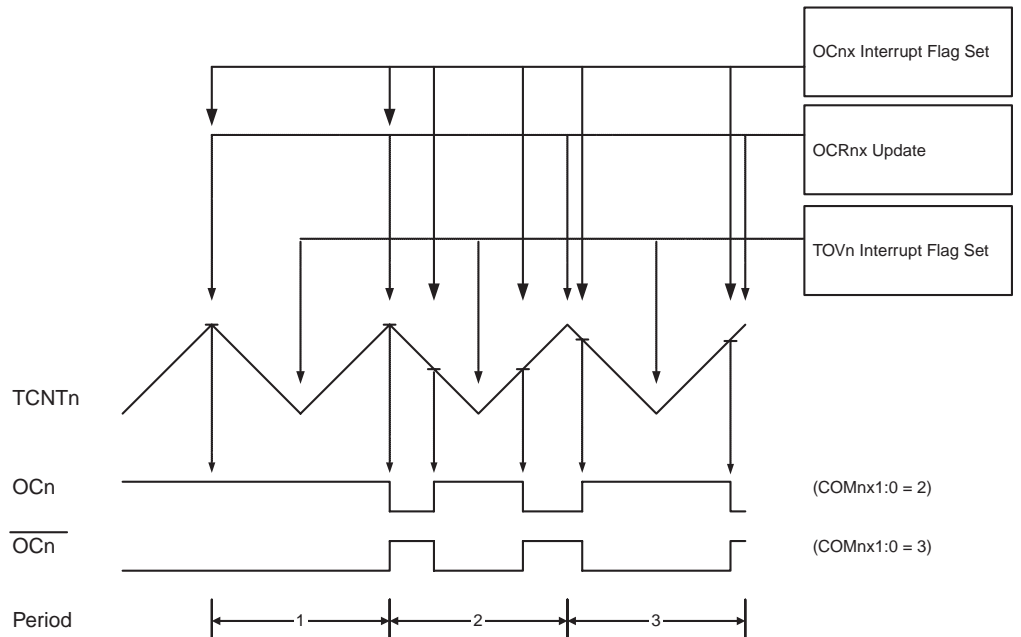 OCnx Interrupt Flag Set
OCRnx Update
TOVn Interrupt Flag Set
TCNTn
OCn
(COMnx1:0 = 2)
OCn
(COMnx1:0 = 3)
Period
1
2
3